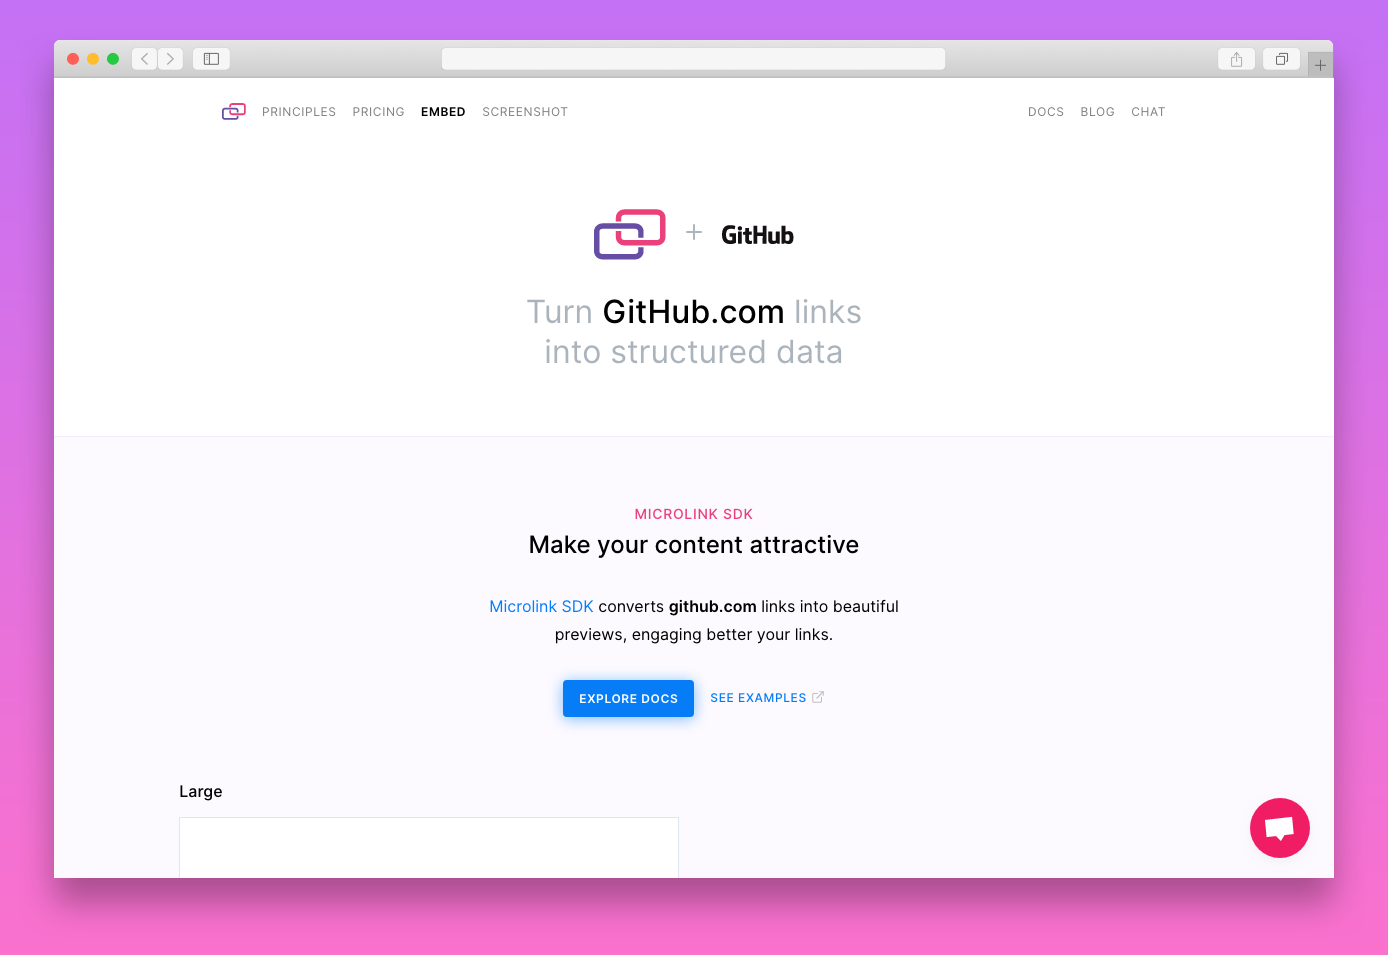 PRINCIPLES PRICING EMBED SCREENSHOT DOCS BLOG CHAT
GitHub
Turn GitHub.com links
into structured data
MICROLINK SDK
Make your content attractive
Microlink SDK converts github.com links into beautiful
previews, engaging better your links.
EXPLORE DOCS SEE EXAMPLES
Large